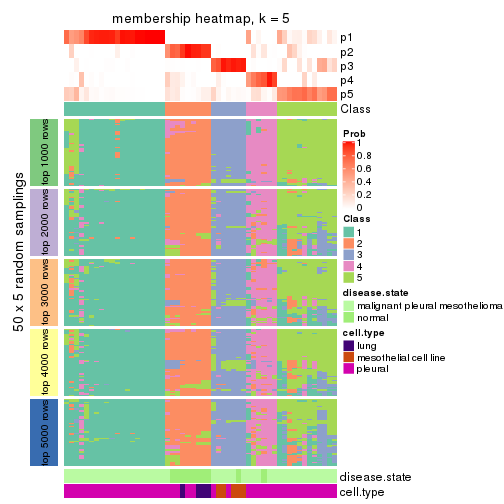 membership heatmap, k = 5
p1
p2
p3
p4
p5
Class
50 x 5 random samplings
top 1000 rows
top 2000 rows
top 3000 rows
top 4000 rows
top 5000 rows
Prob
1
0.8
0.6
0.4
0.2
0
Class
1
2
3
4
5
disease.state
malignant pleural mesothelioma
normal
cell.type
lung
mesothelial cell line
pleural
disease.state
cell.type